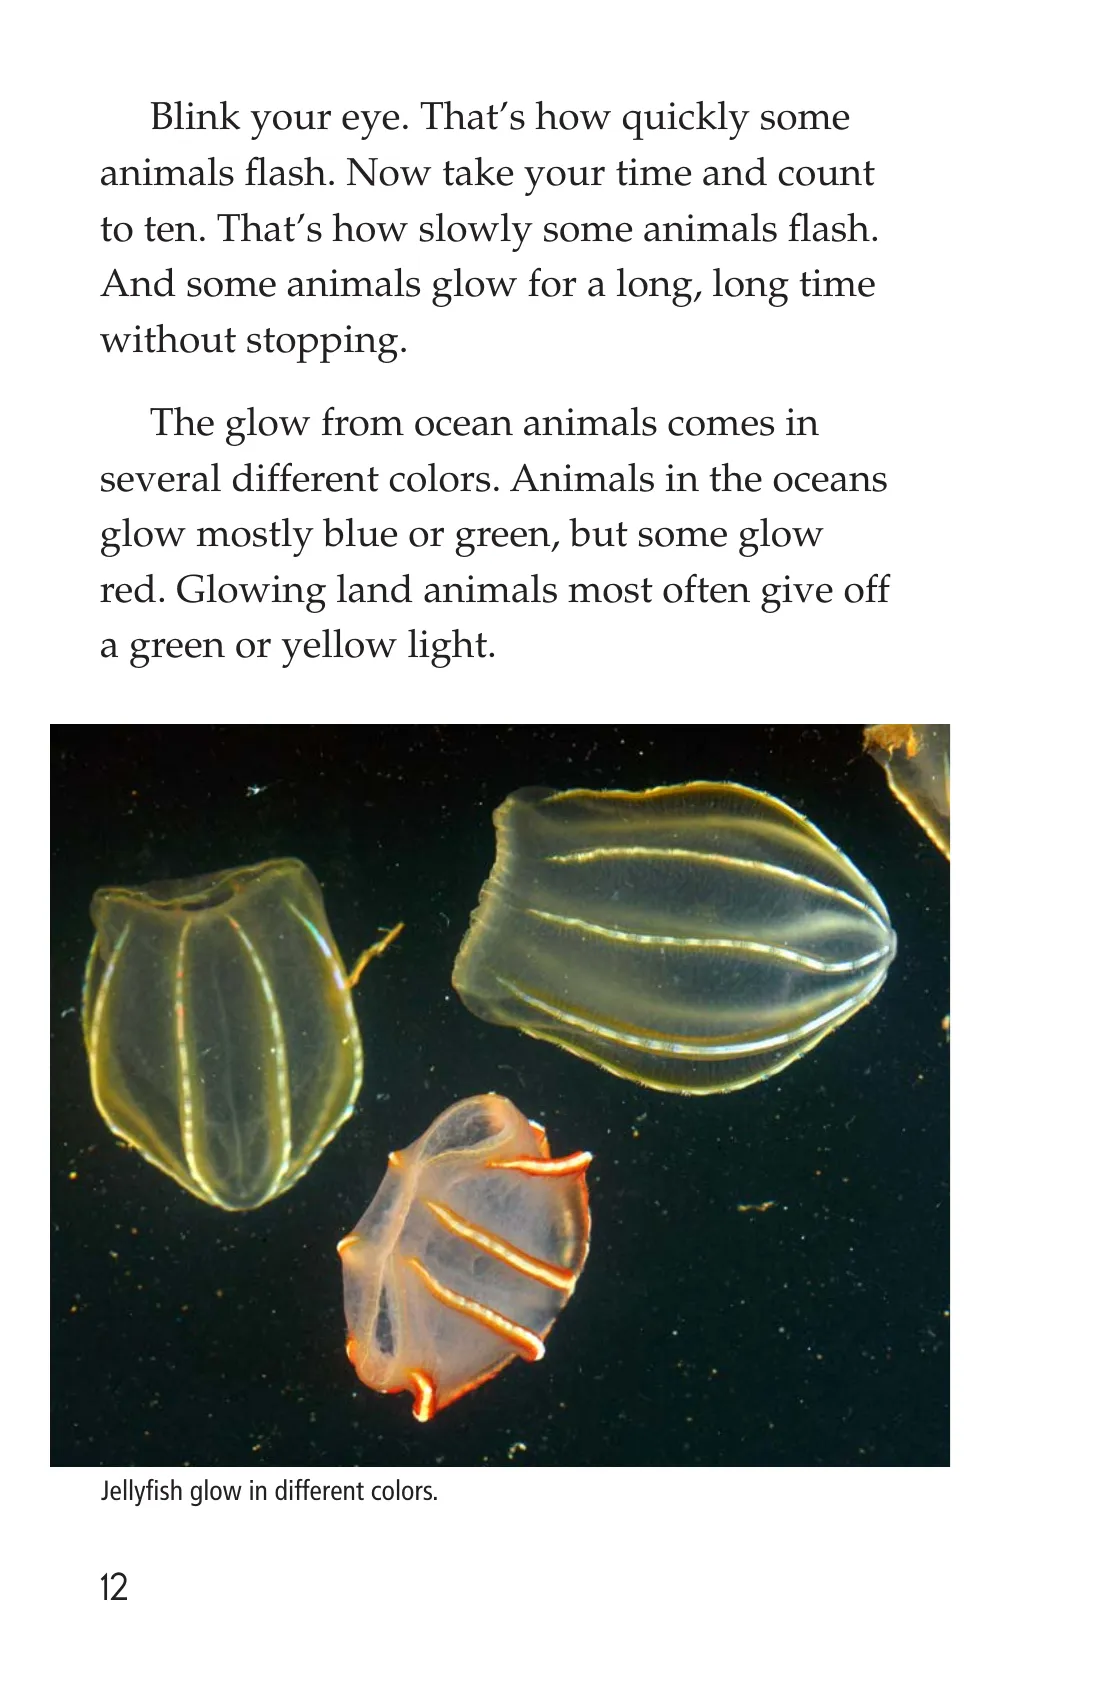 Blink your eye. That’s how quickly some
animals flash. Now take your time and count
to ten. That’s how slowly some animals flash.
And some animals glow for a long, long time
without stopping.
The glow from ocean animals comes in
several different colors. Animals in the oceans
glow mostly blue or green, but some glow
red. Glowing land animals most often give off
a green or yellow light.
Jellyfish glow in different colors.
12